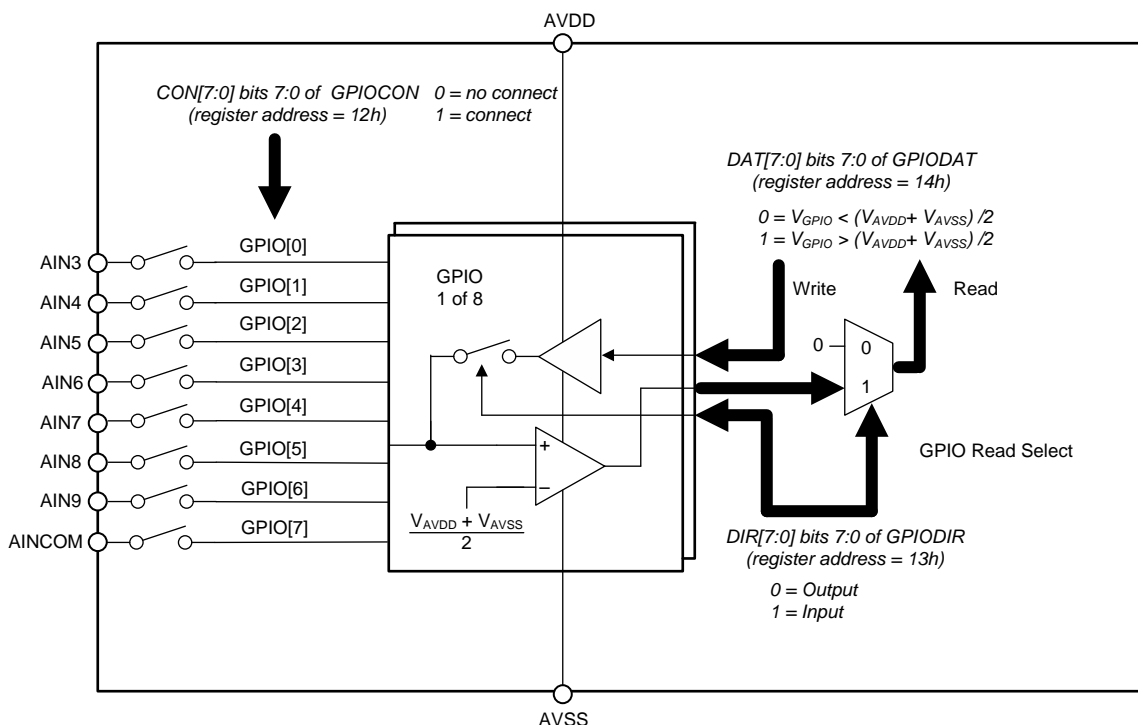 AVDD
CON[7:0] bits 7:0 of GPIOCON 0 = no connect
(register address = 12h) 1 = connect
DAT[7:0] bits 7:0 of GPIODAT
(register address = 14h)
0 = VGPIO < (VAVDD+ VAVSS) /2
1 = VGPIO > (VAVDD+ VAVSS) /2
Write
Read
AIN3
GPIO[0]
AIN4
GPIO[1]
AIN5
GPIO[2]
AIN6
GPIO[3]
AIN7
GPIO[4]
AIN8
GPIO[5]
AIN9
GPIO[6]
AINCOM
GPIO[7]
GPIO
1 of 8
+
−
VAVDD + VAVSS
2
0
0
1
GPIO Read Select
DIR[7:0] bits 7:0 of GPIODIR
(register address = 13h)
0 = Output
1 = Input
AVSS